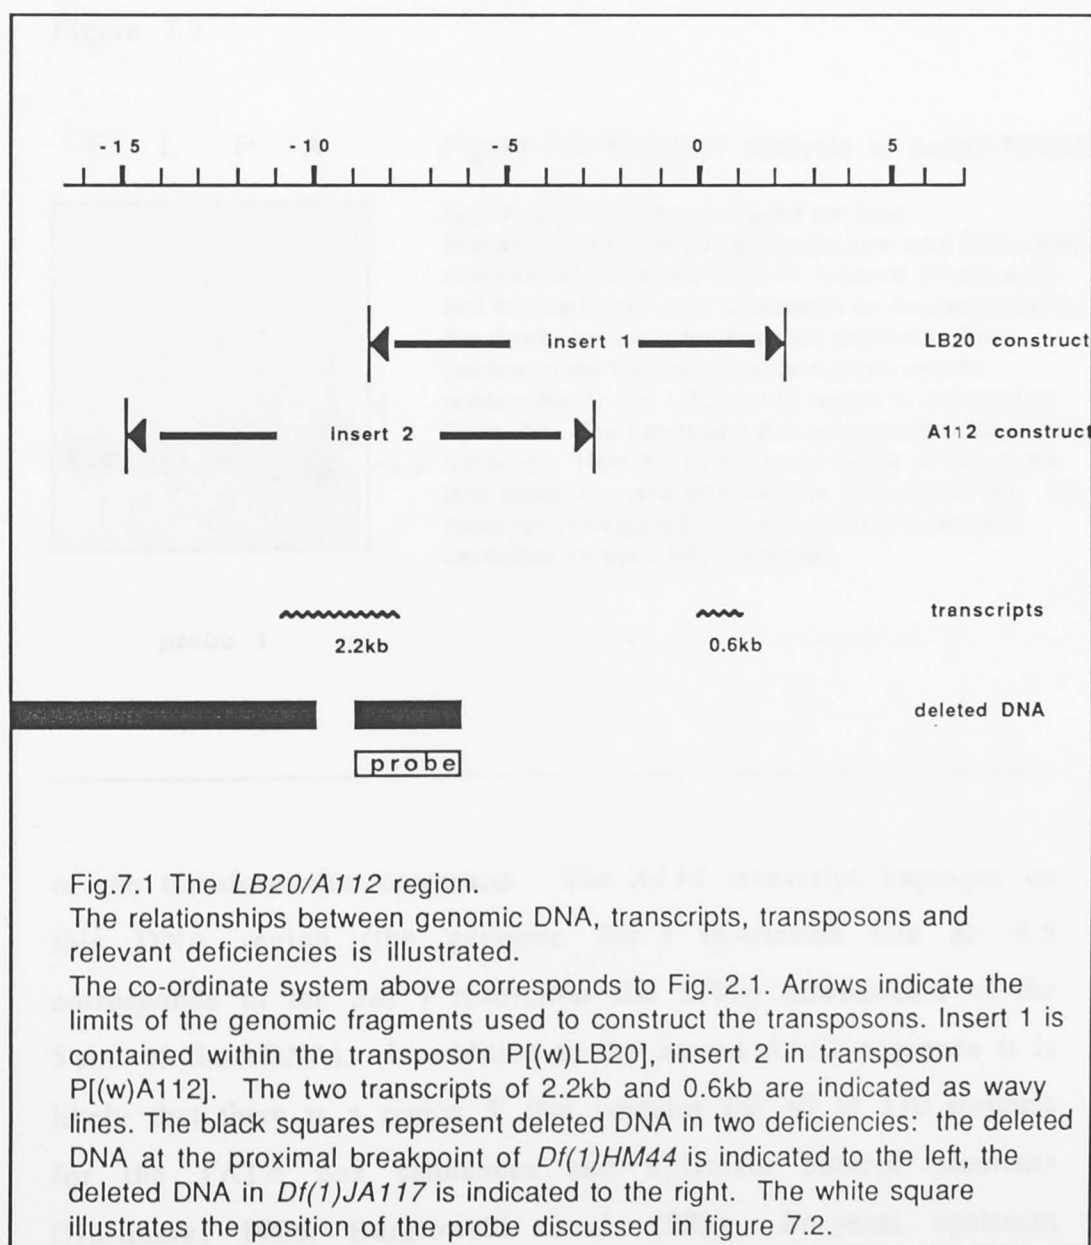 -15 -10 -5 0 5
insert 1 LB20 construct
insert 2 A112 construct
transcripts
2.2kb 0.6kb
deleted DNA
probe
Fig.7.1 The LB20/A112 region.
The relationships between genomic DNA, transcripts, transposons and
relevant deficiencies is illustrated.
The co-ordinate system above corresponds to Fig.2.1. Arrows indicate the
limits of the genomic fragments used to construct the transposons. Insert 1 is
contained within the transposon P[(w)LB20], insert 2 in transposon
P[(w)A112]. The two transcripts of 2.2kb and 0.6kb are indicated as wavy
lines. The black squares represent deleted DNA in two deficiencies: the deleted
DNA at the proximal breakpoint of Df(1)HM44 is indicated to the left, the
deleted DNA in Df(1)JA117 is indicated to the right. The white square
illustrates the position of the probe discussed in figure 7.2.